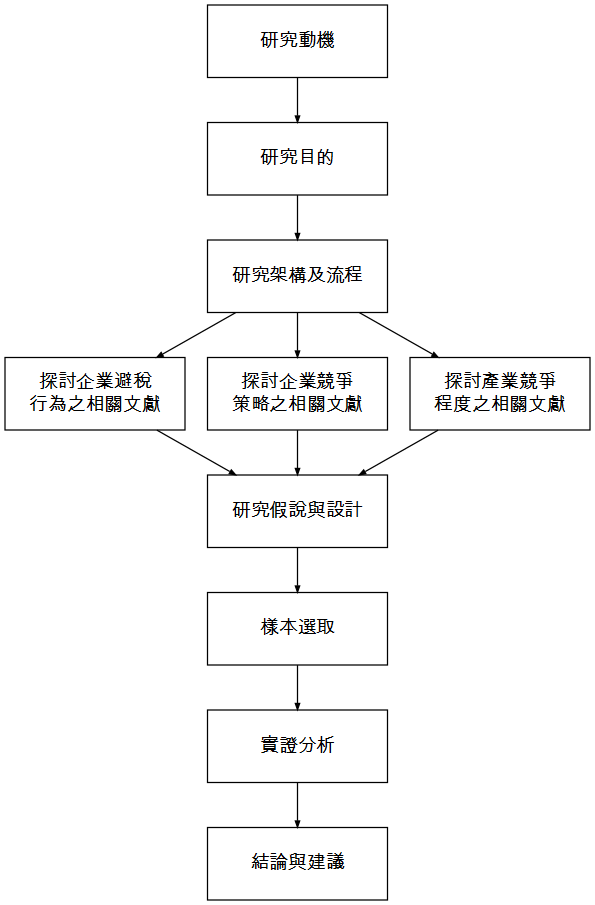 研究動機
研究目的
研究架構及流程
探討企業避稅
行為之相關文獻
探討企業競爭
策略之相關文獻
探討產業競爭
程度之相關文獻
研究假說與設計
樣本選取
實證分析
結論與建議